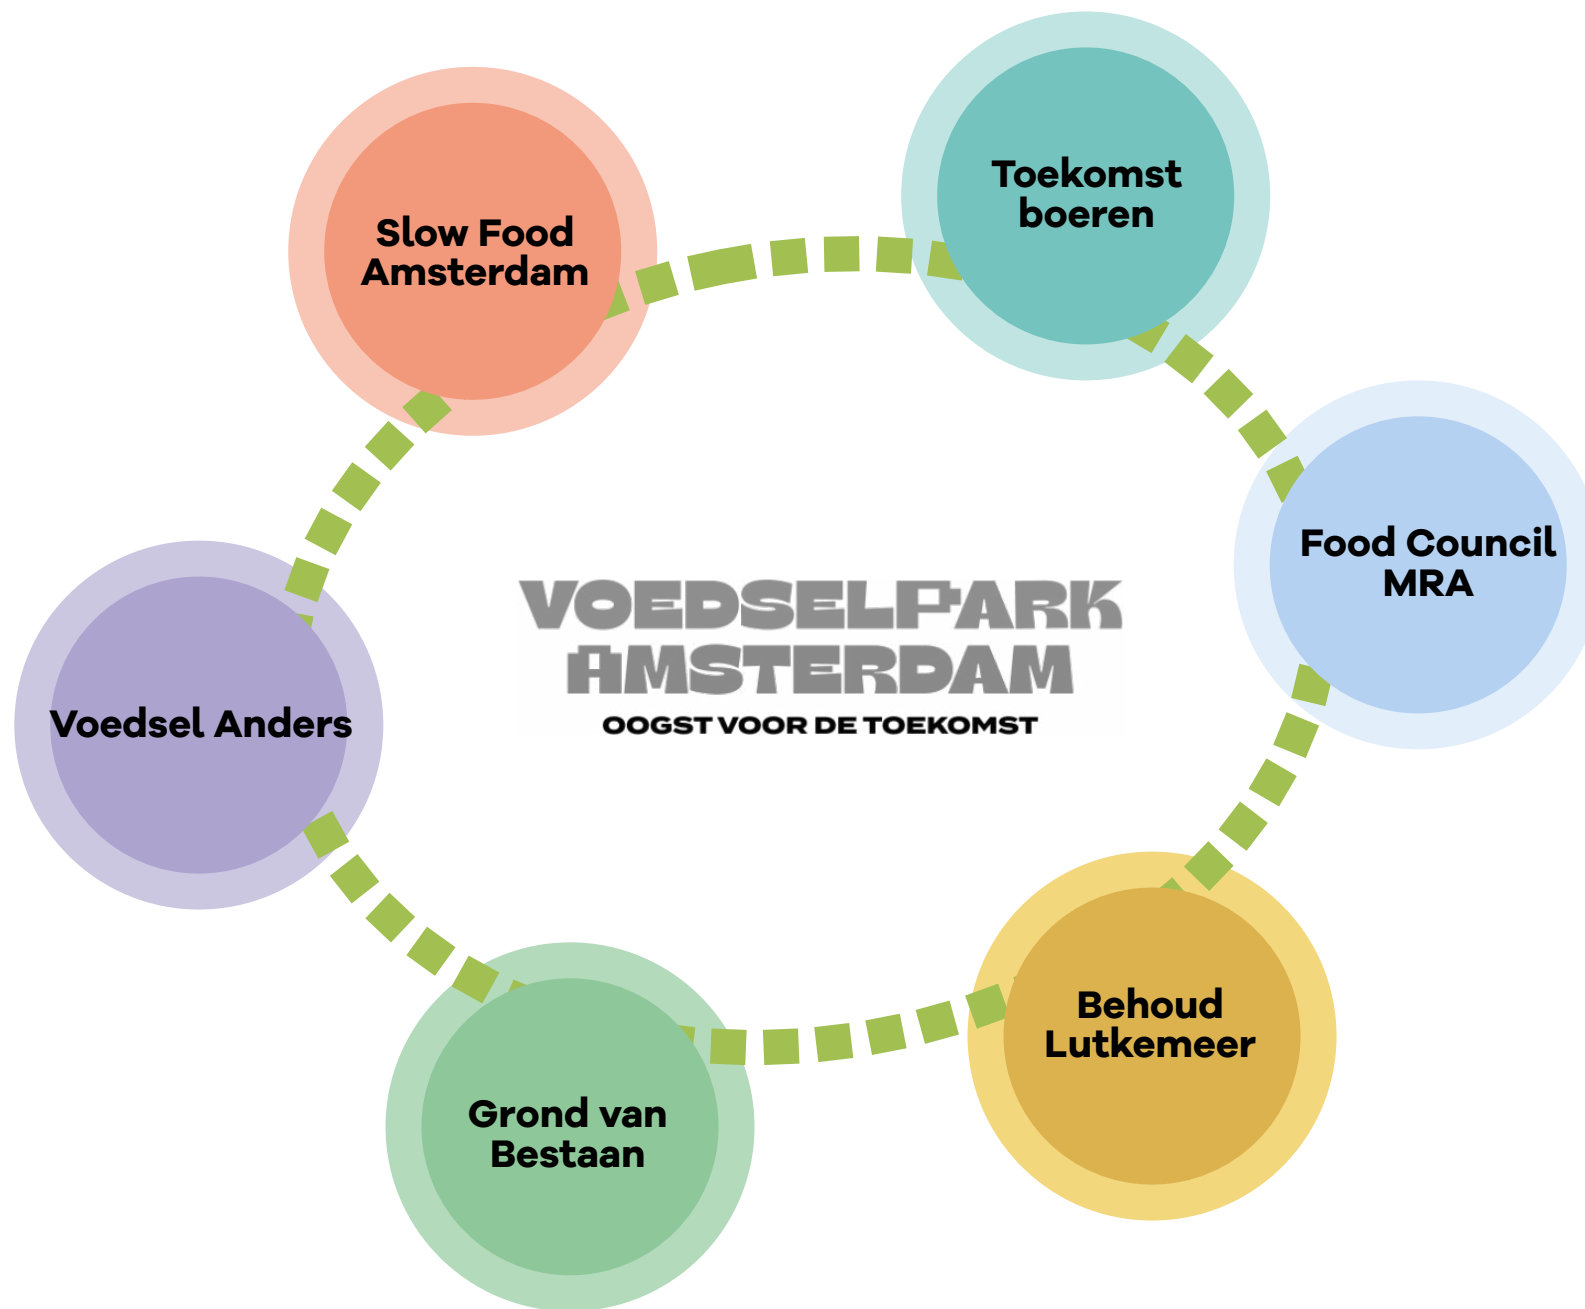 Toekomst
boeren
Slow Food
Amsterdam
Food Council
MRA
VOEDSELPARK
AMSTERDAM
OOGST VOOR DE TOEKOMST
Voedsel Anders
Behoud
Lutkemeer
Grond van
Bestaan